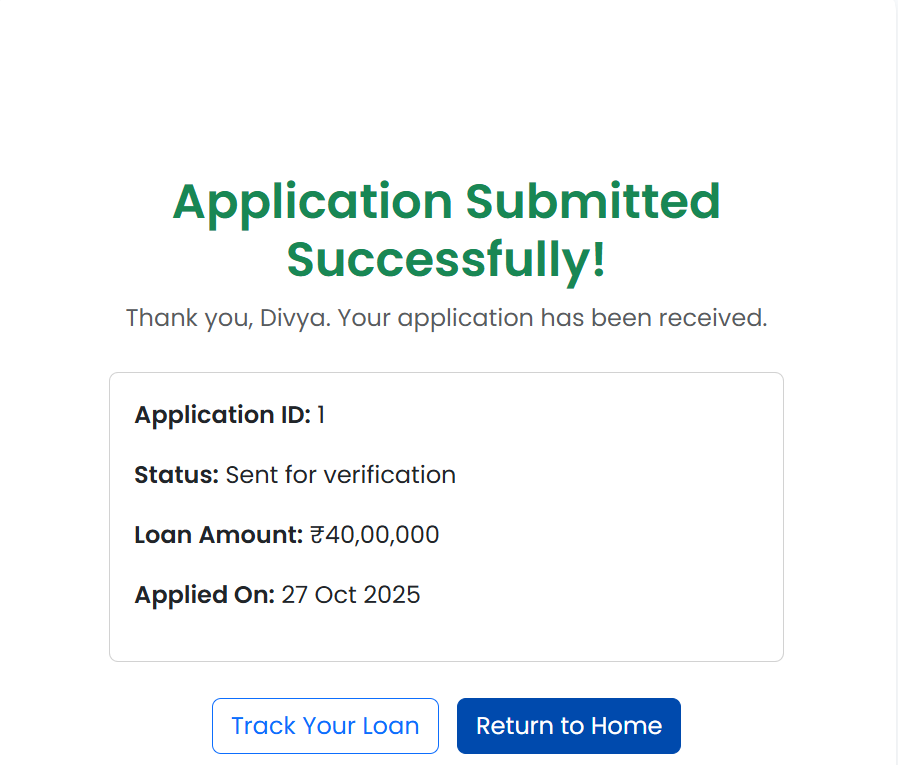 Application Submitted
Successfully!
Thank you, Divya. Your application has been received.
Application ID: 1
Status: Sent for verification
Loan Amount: ₹40,00,000
Applied On: 27 Oct 2025
Track Your Loan
Return to Home